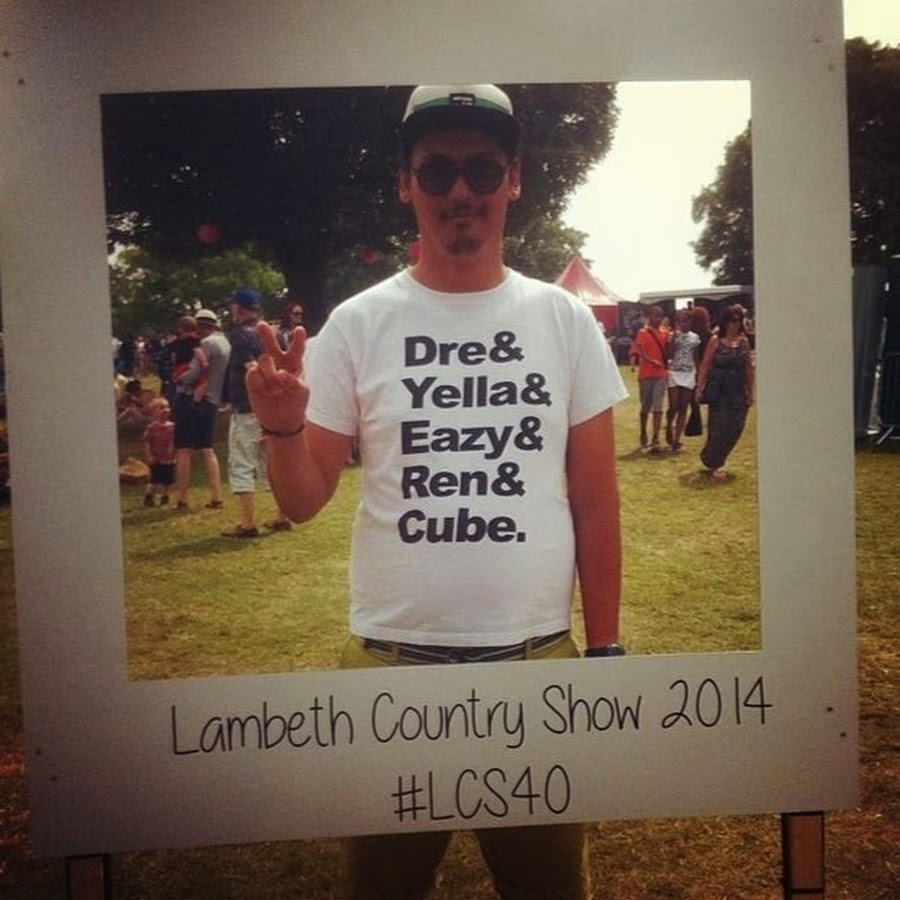 Dre&
Yella&
Eazy&
Ren&
Cube.
Lambeth Country Show 2014
#LCS40